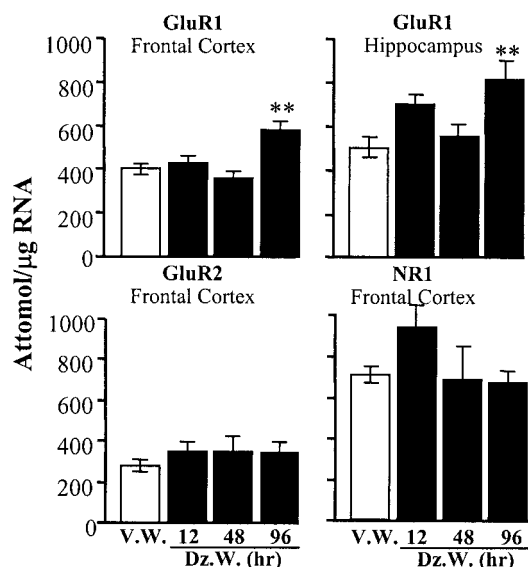 GluR1
Frontal Cortex
GluR1
Hippocampus
1000
800
600
400
200
0
**
**
Attomol/µg RNA
GluR2
Frontal Cortex
NR1
Frontal Cortex
1000
800
600
400
200
0
V.W. 12 48 96
Dz.W. (hr)
V.W. 12 48 96
Dz.W. (hr)